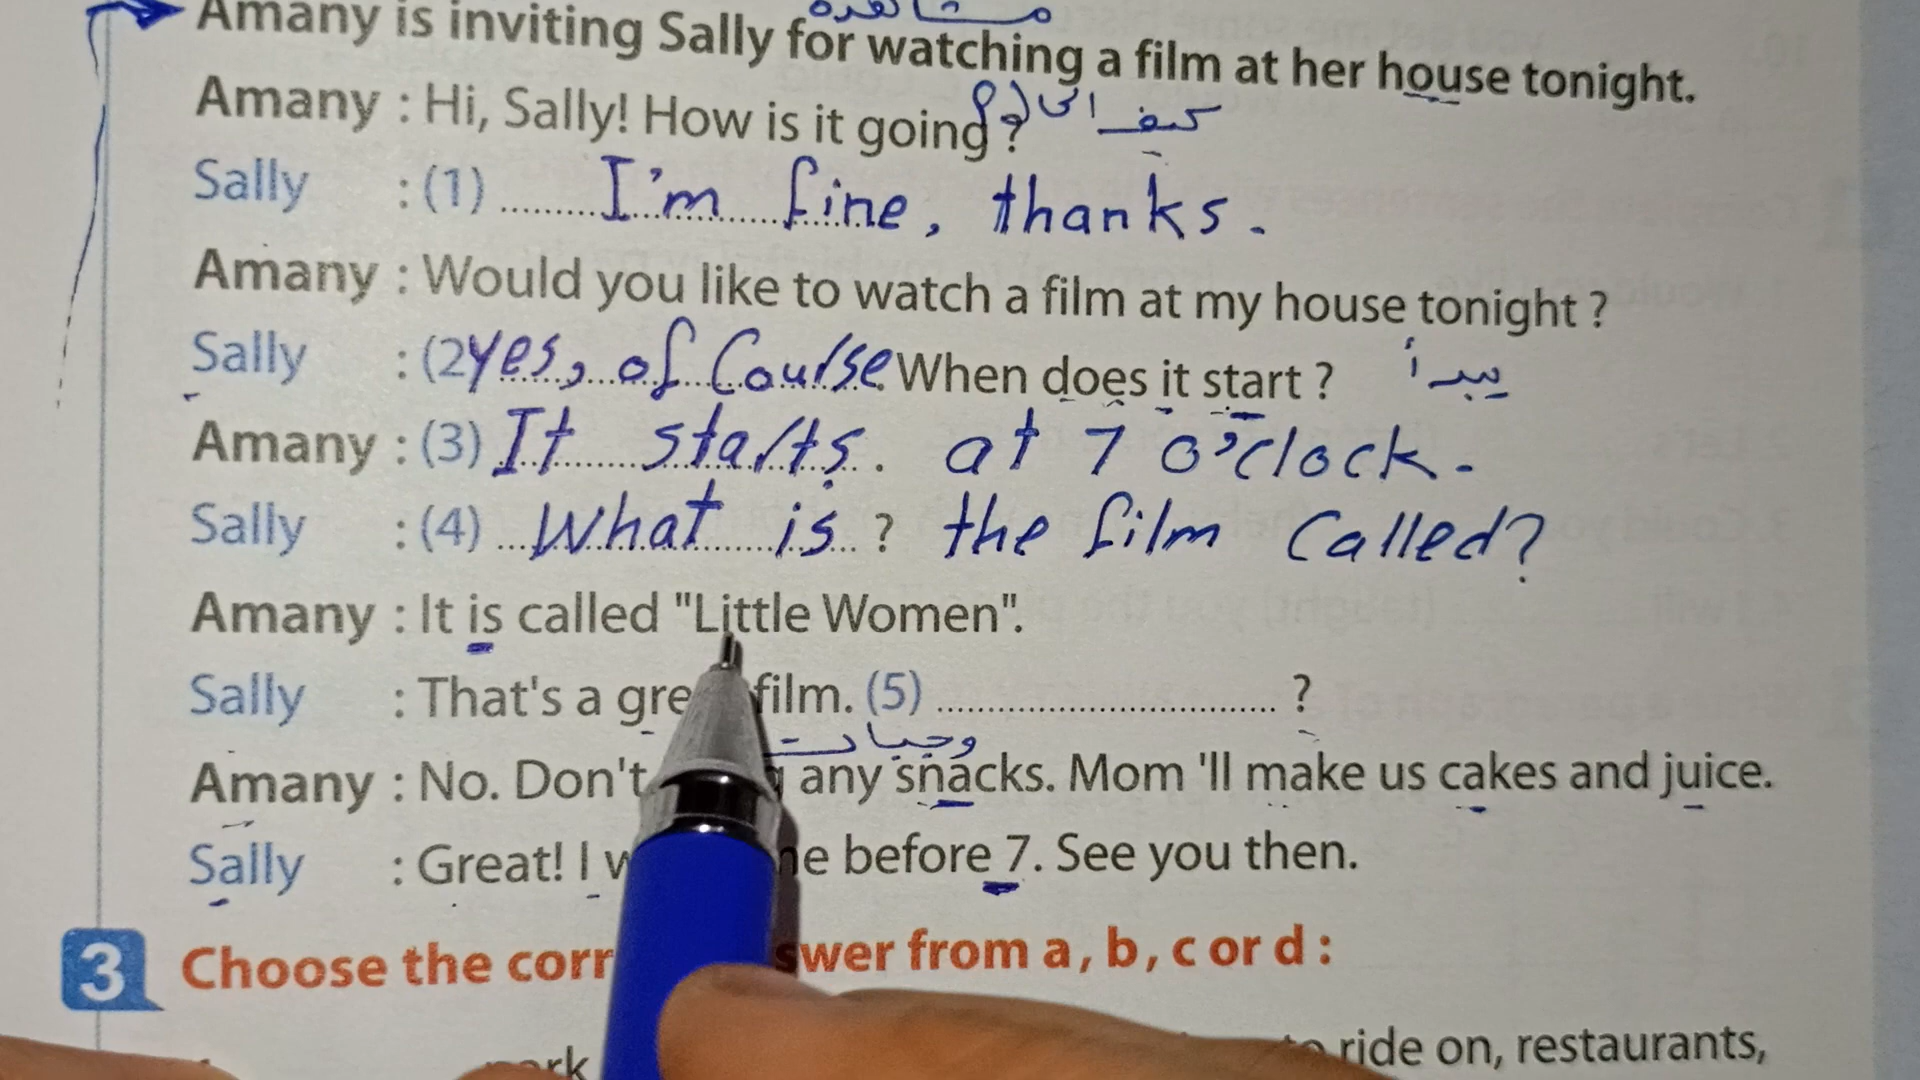 مشاهدة
Amany is inviting Sally for watching a film at her house tonight.
Amany : Hi, Sally! How is it going ? كيف الحال؟
Sally : (1) I'm fine, thanks.
Amany : Would you like to watch a film at my house tonight ?
Sally : (2) yes, of Course. When does it start ? يبدأ
Amany : (3) It starts. at 7 o'clock.
Sally : (4) What is ? the film Called?
Amany : It is called "Little Women".
Sally : That's a film. (5) ?
وجبات
Amany : No. Don't any snacks. Mom 'll make us cakes and juice.
Sally : Great! I before 7. See you then.
3 Choose the from a , b , c or d :
ride on, restaurants,